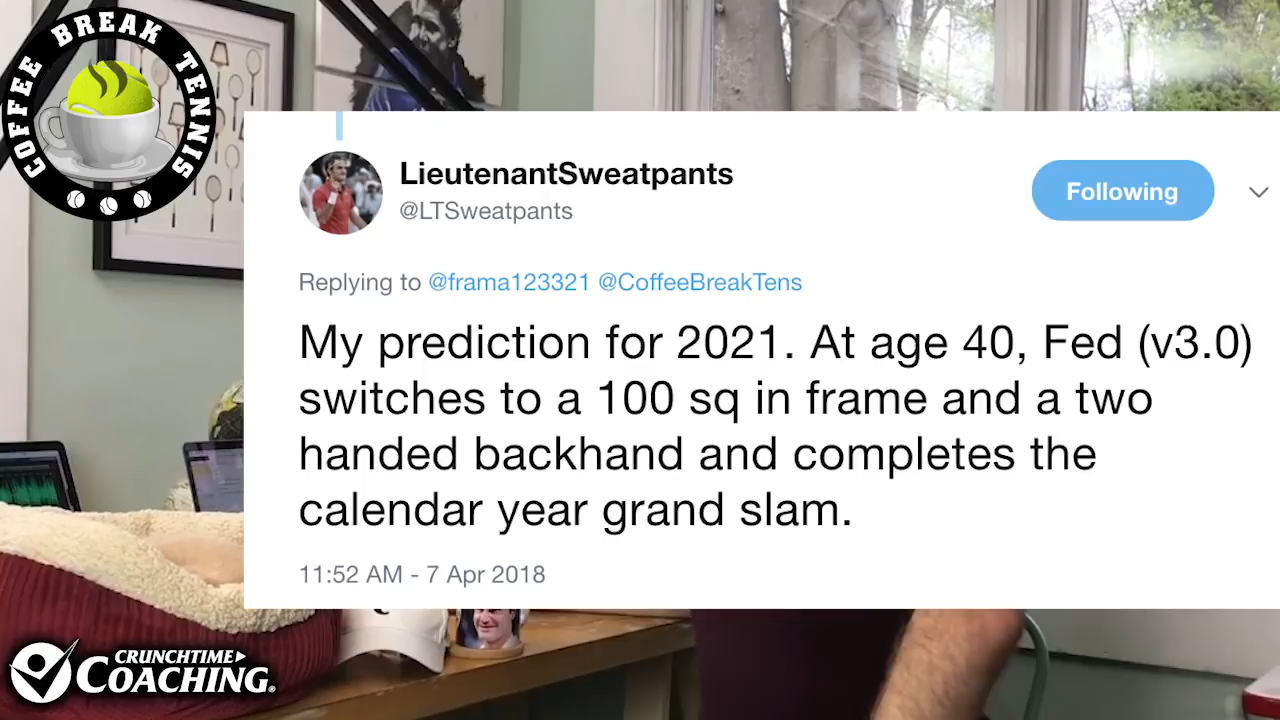 COFFEE BREAK TENNIS
LieutenantSweatpants
@LTSweatpants
Following
Replying to @frama123321 @CoffeeBreakTens
My prediction for 2021. At age 40, Fed (v3.0)
switches to a 100 sq in frame and a two
handed backhand and completes the
calendar year grand slam.
11:52 AM - 7 Apr 2018
CRUNCHTIME
COACHING.